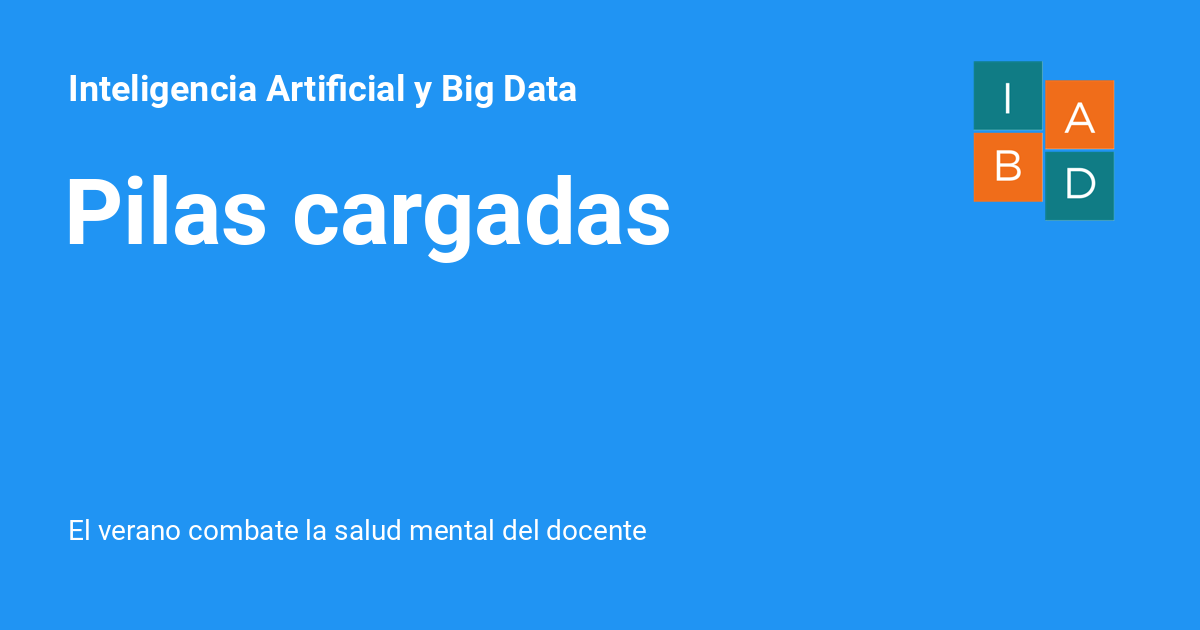 Inteligencia Artificial y Big Data
I
A
B
D
Pilas cargadas
El verano combate la salud mental del docente